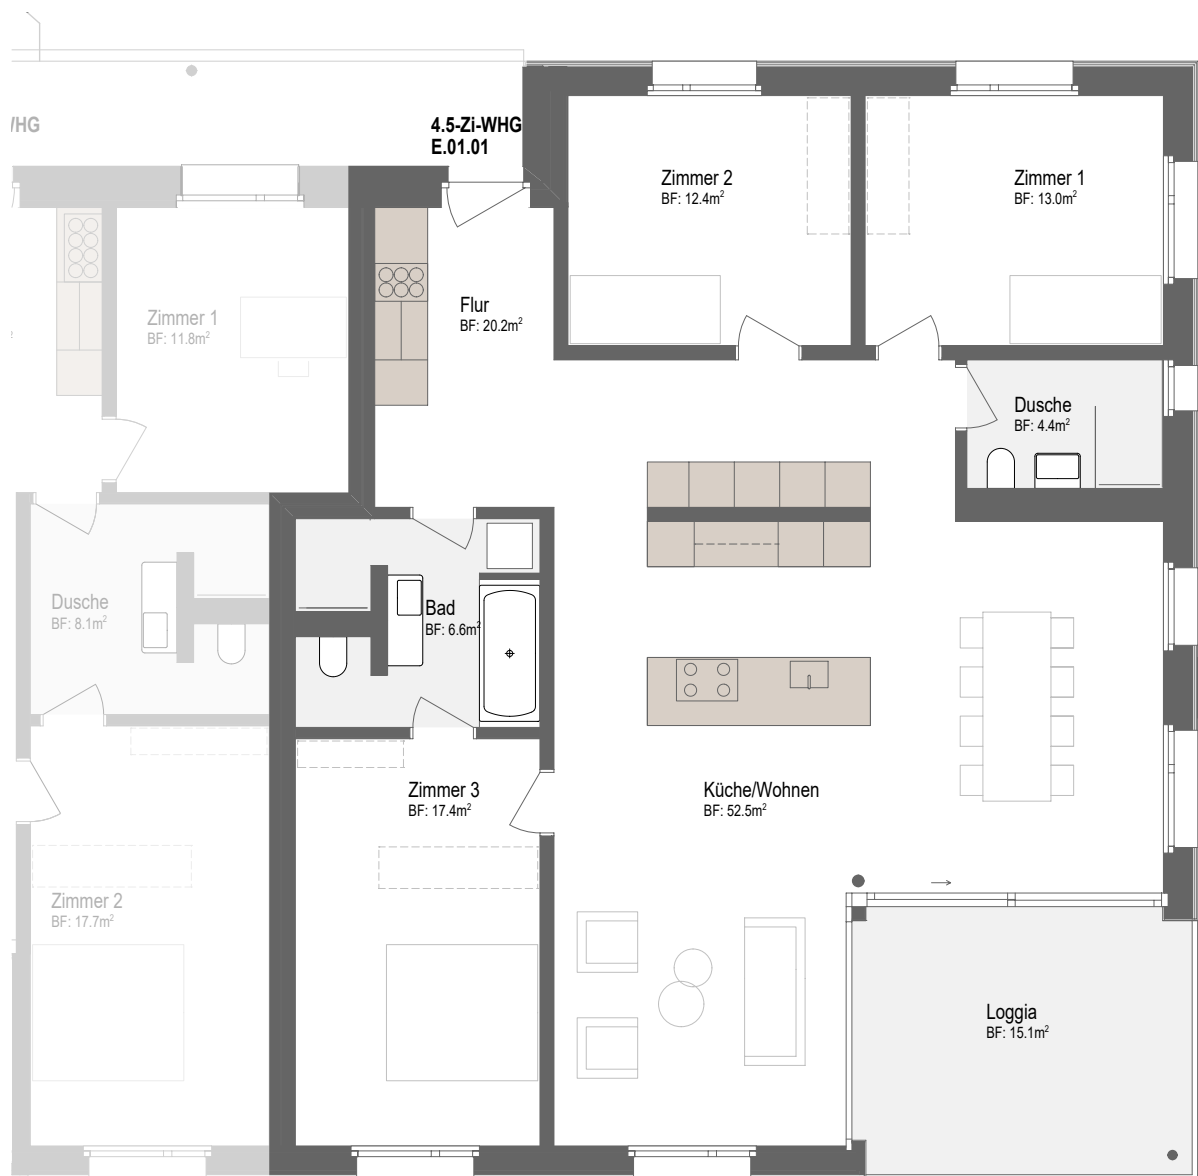 4.5-Zi-WHG
E.01.01
Zimmer 2
BF: 12.4m²
Zimmer 1
BF: 13.0m²
Flur
BF: 20.2m²
Zimmer 1
BF: 11.8m²
Dusche
BF: 4.4m²
Dusche
BF: 8.1m²
Bad
BF: 6.6m²
Zimmer 3
BF: 17.4m²
Küche/Wohnen
BF: 52.5m²
Zimmer 2
BF: 17.7m²
Loggia
BF: 15.1m²